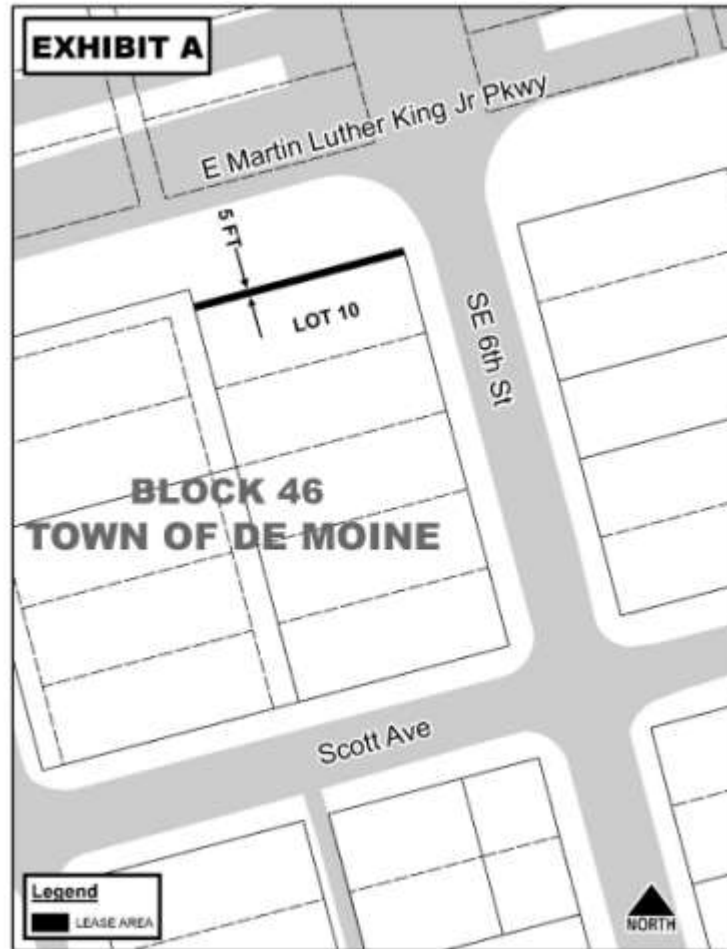 EXHIBIT A
E Martin Luther King Jr Pkwy
5 FT
LOT 10
SE 6th St
BLOCK 46
TOWN OF DE MOINE
Scott Ave
Legend
LEASE AREA
NORTH